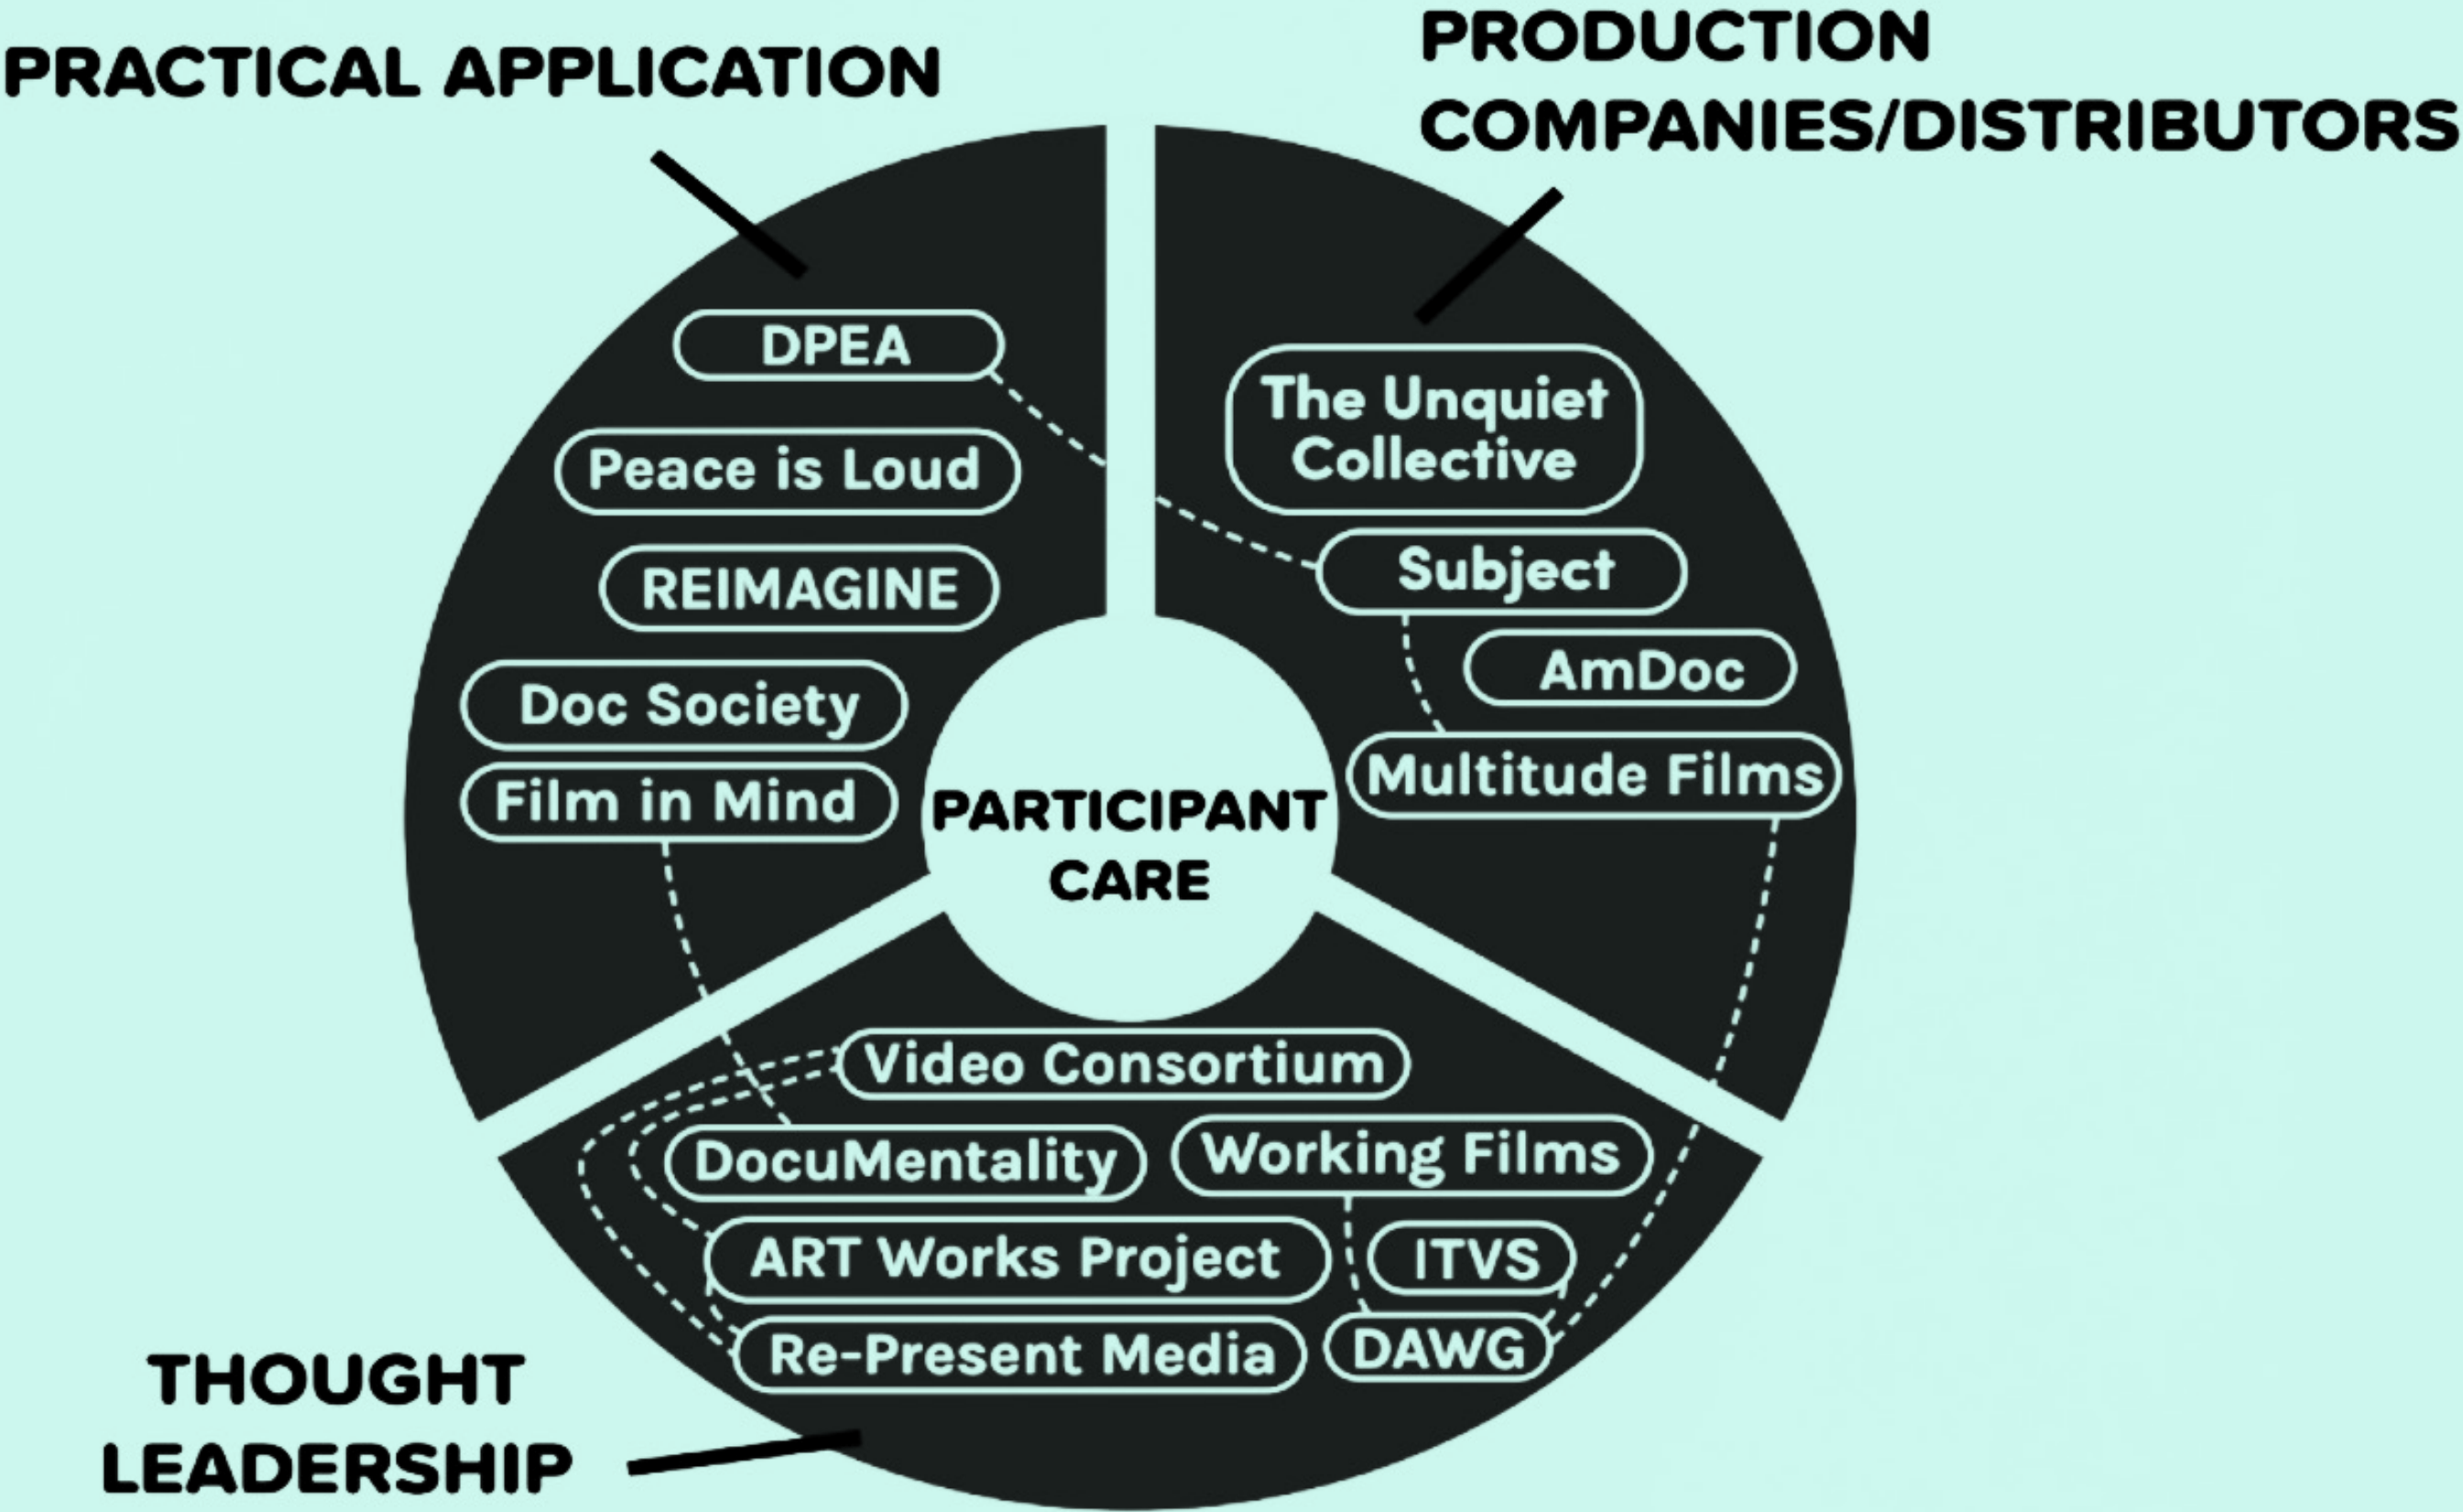 PRACTICAL APPLICATION
PRODUCTION
COMPANIES/DISTRIBUTORS
DPEA
Peace is Loud
REIMAGINE
Doc Society
Film in Mind
The Unquiet
Collective
Subject
AmDoc
Multitude Films
PARTICIPANT
CARE
Video Consortium
DocuMentality
Working Films
ART Works Project
ITVS
Re-Present Media
DAWG
THOUGHT
LEADERSHIP